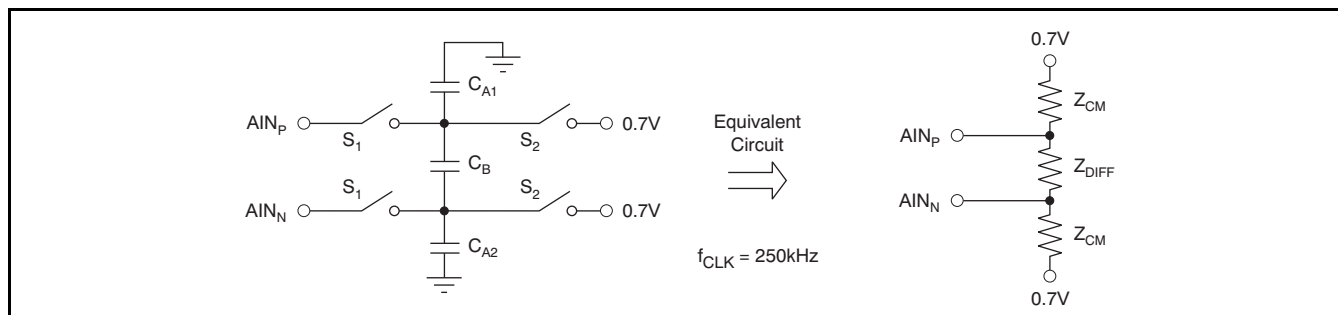 C_A1
AIN_P
S_1
S_2
0.7V
C_B
AIN_N
S_1
S_2
0.7V
C_A2
Equivalent
Circuit
f_CLK = 250kHz
0.7V
Z_CM
AIN_P
Z_DIFF
AIN_N
Z_CM
0.7V